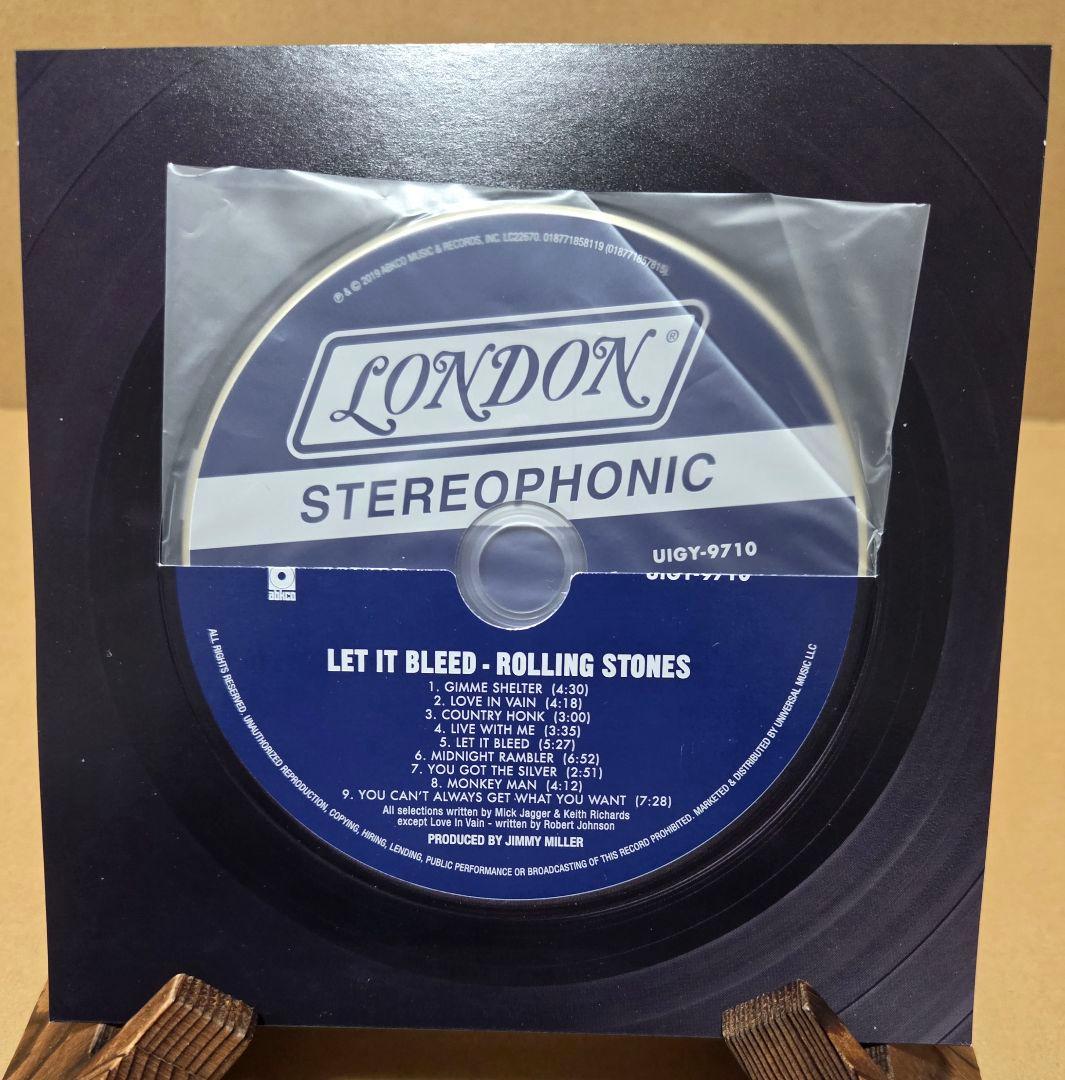 ℗ & © 2019 ABKCO MUSIC & RECORDS, INC. LC22670. 018771858119 (018771857815).
LONDON®
STEREOPHONIC
UIGY-9710
UIGY-9710
abkco
LET IT BLEED - ROLLING STONES
1. GIMME SHELTER (4:30)
2. LOVE IN VAIN (4:18)
3. COUNTRY HONK (3:00)
4. LIVE WITH ME (3:35)
5. LET IT BLEED (5:27)
6. MIDNIGHT RAMBLER (6:52)
7. YOU GOT THE SILVER (2:51)
8. MONKEY MAN (4:12)
9. YOU CAN'T ALWAYS GET WHAT YOU WANT (7:28)
All selections written by Mick Jagger & Keith Richards
except Love In Vain - written by Robert Johnson
PRODUCED BY JIMMY MILLER
ALL RIGHTS RESERVED. UNAUTHORIZED REPRODUCTION, COPYING, HIRING, LENDING, PUBLIC PERFORMANCE OR BROADCASTING OF THIS RECORD PROHIBITED. MARKETED & DISTRIBUTED BY UNIVERSAL MUSIC LLC